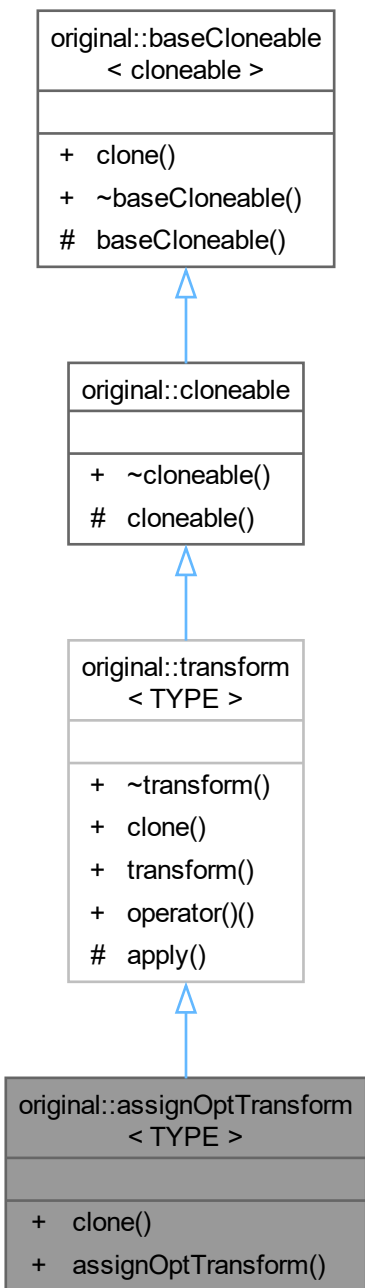 original::baseCloneable
< cloneable >
+ clone()
+ ~baseCloneable()
# baseCloneable()
original::cloneable
+ ~cloneable()
# cloneable()
original::transform
< TYPE >
+ ~transform()
+ clone()
+ transform()
+ operator()()
# apply()
original::assignOptTransform
< TYPE >
+ clone()
+ assignOptTransform()